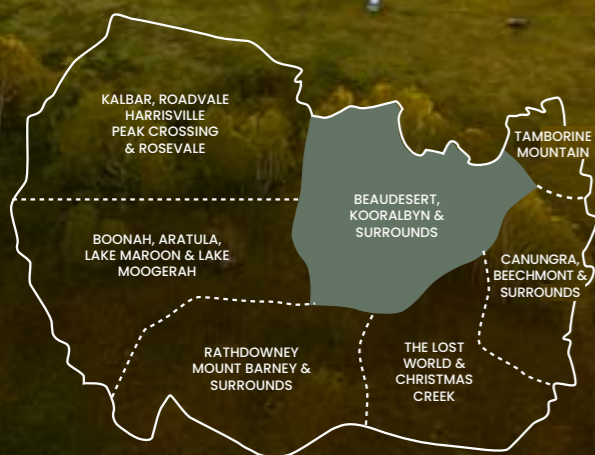 KALBAR, ROADVALE
HARRISVILLE
PEAK CROSSING
& ROSEVALE
TAMBORINE
MOUNTAIN
BEAUDESERT,
KOORALBYN &
SURROUNDS
BOONAH, ARATULA,
LAKE MAROON & LAKE
MOOGERAH
CANUNGRA,
BEECHMONT &
SURROUNDS
RATHDOWNEY
MOUNT BARNEY &
SURROUNDS
THE LOST
WORLD &
CHRISTMAS
CREEK